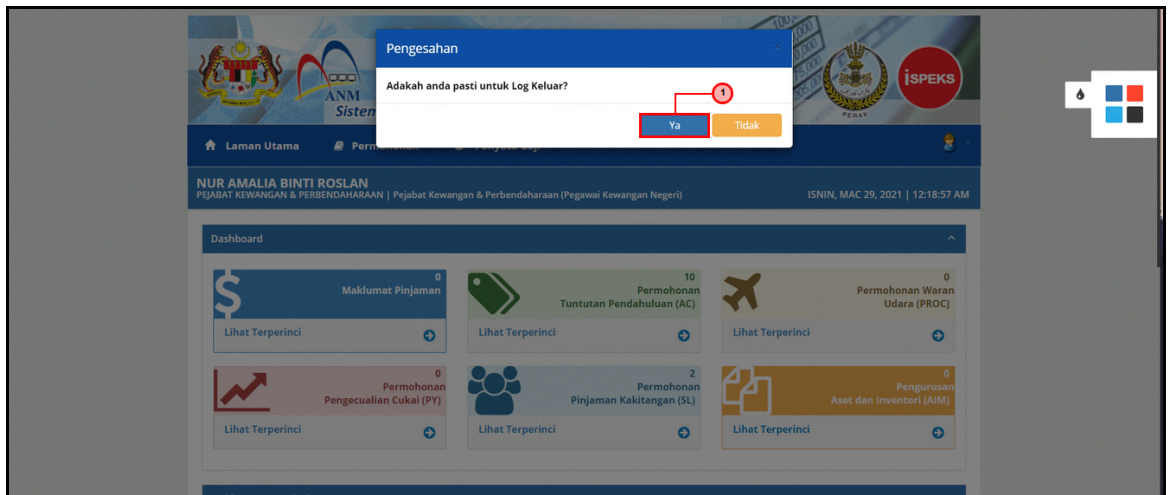 Pengesahan
Adakah anda pasti untuk Log Keluar?
1
Ya
Tidak
ANM
Sistem
PERAK
iSPEKS
Laman Utama
NUR AMALIA BINTI ROSLAN
PEJABAT KEWANGAN & PERBENDAHARAAN | Pejabat Kewangan & Perbendaharaan (Pegawai Kewangan Negeri)
ISNIN, MAC 29, 2021 | 12:18:57 AM
Dashboard
0
Maklumat Pinjaman
Lihat Terperinci
10
Permohonan
Tuntutan Pendahuluan (AC)
Lihat Terperinci
0
Permohonan Waran
Udara (PROC)
Lihat Terperinci
0
Permohonan
Pengecualian Cukai (PY)
Lihat Terperinci
2
Permohonan
Pinjaman Kakitangan (SL)
Lihat Terperinci
0
Pengurusan
Aset dan Inventori (AIM)
Lihat Terperinci